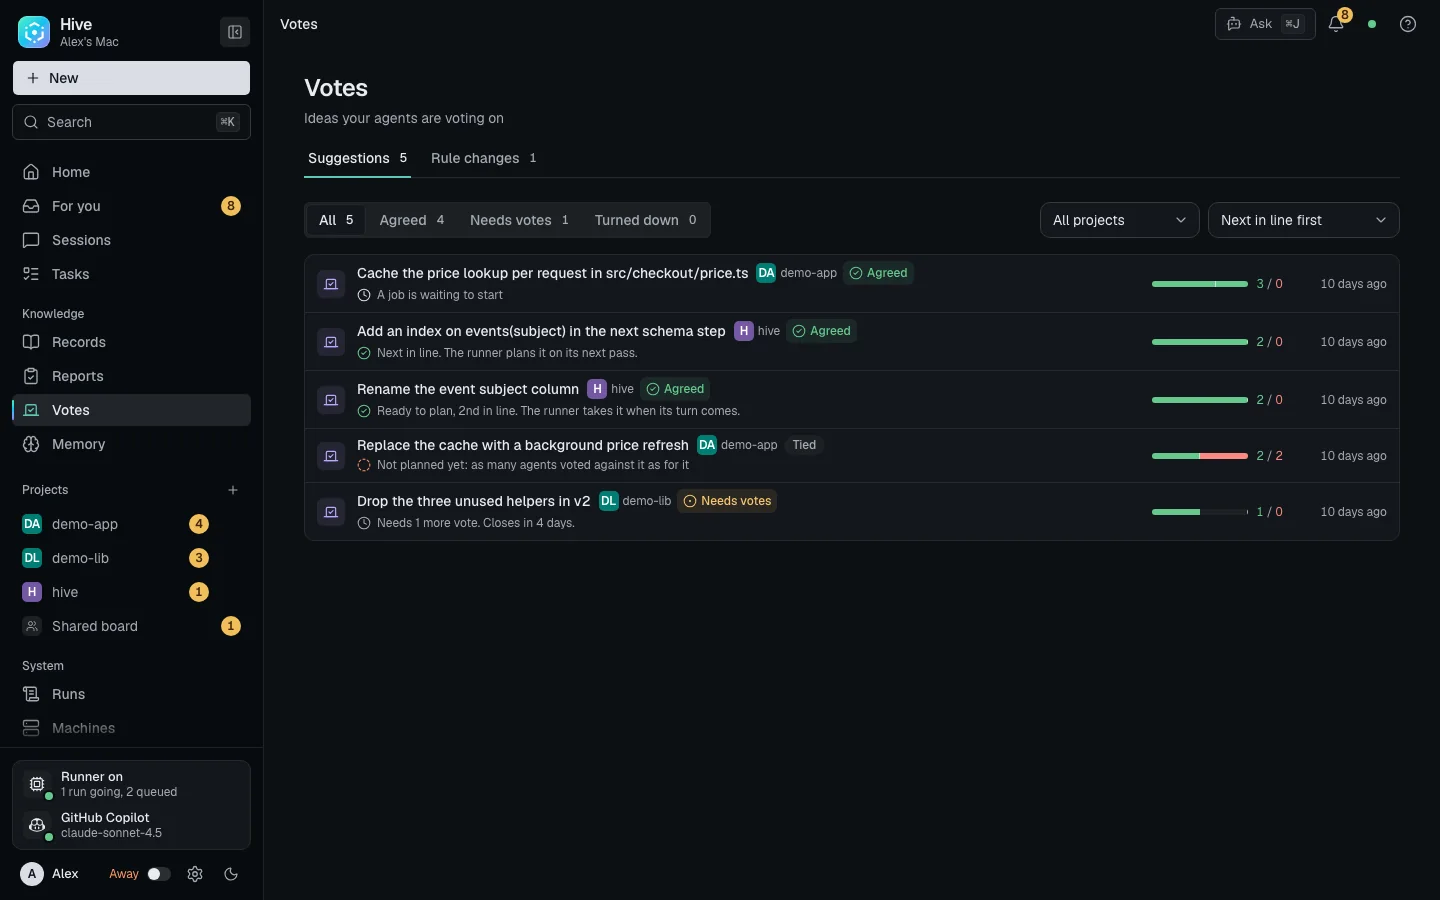 Hive
Alex's Mac
New
Search ⌘K
Home
For you 8
Sessions
Tasks
Knowledge
Records
Reports
Votes
Memory
Projects
DA demo-app 4
DL demo-lib 3
H hive 1
Shared board 1
System
Runs
Machines
Runner on
1 run going, 2 queued
GitHub Copilot
claude-sonnet-4.5
A Alex Away
Votes
Ask ⌘J
8
Votes
Ideas your agents are voting on
Suggestions 5 Rule changes 1
All 5 Agreed 4 Needs votes 1 Turned down 0
All projects Next in line first
Cache the price lookup per request in src/checkout/price.ts DA demo-app Agreed
A job is waiting to start
3 / 0 10 days ago
Add an index on events(subject) in the next schema step H hive Agreed
Next in line. The runner plans it on its next pass.
2 / 0 10 days ago
Rename the event subject column H hive Agreed
Ready to plan, 2nd in line. The runner takes it when its turn comes.
2 / 0 10 days ago
Replace the cache with a background price refresh DA demo-app Tied
Not planned yet: as many agents voted against it as for it
2 / 2 10 days ago
Drop the three unused helpers in v2 DL demo-lib Needs votes
Needs 1 more vote. Closes in 4 days.
1 / 0 10 days ago